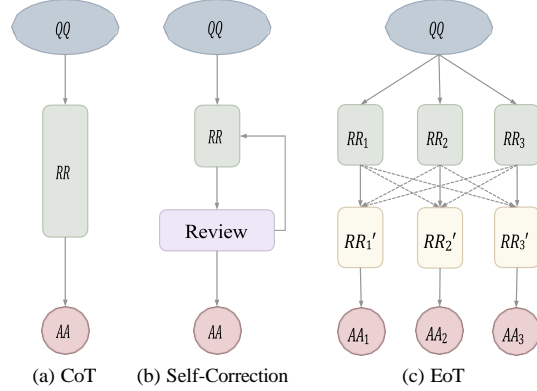 QQ QQ QQ
RR RR RR₁ RR₂ RR₃
Review RR₁′ RR₂′ RR₃′
AA AA AA₁ AA₂ AA₃
(a) CoT (b) Self-Correction (c) EoT